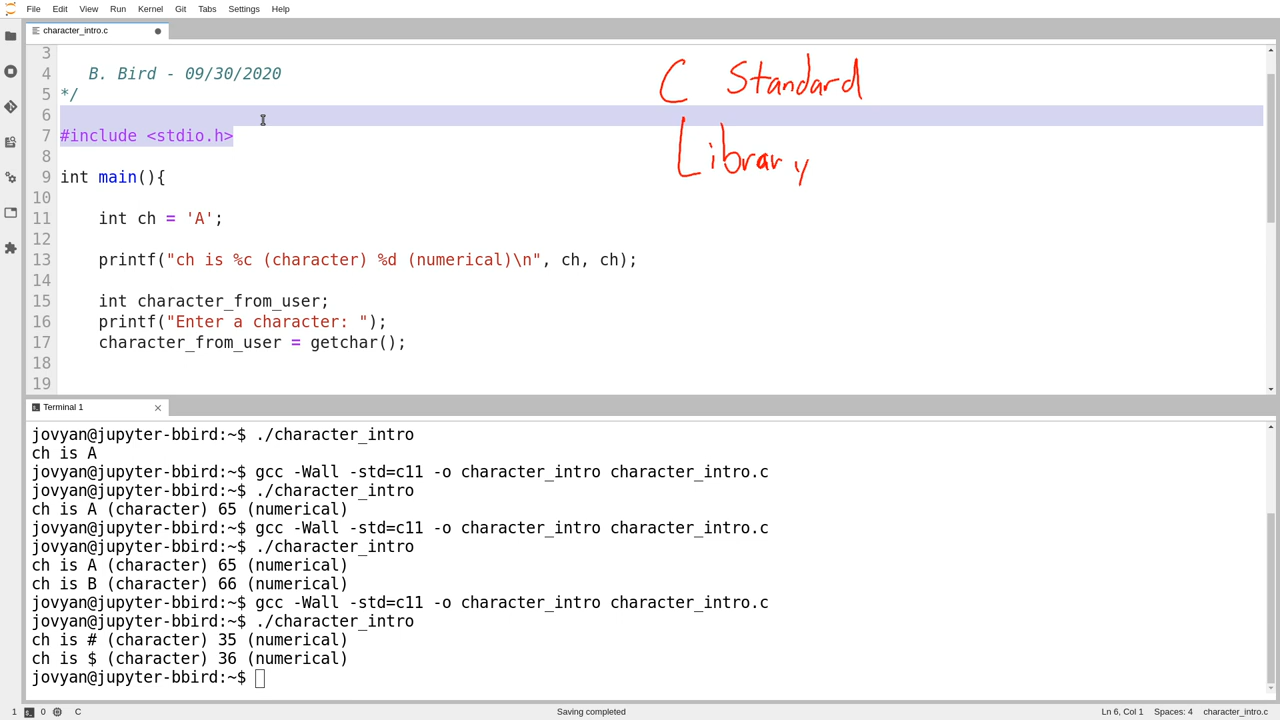 File Edit View Run Kernel Git Tabs Settings Help
character_intro.c
3
4 B. Bird - 09/30/2020
5 */
6
7 #include <stdio.h>
8
9 int main(){
10
11 int ch = 'A';
12
13 printf("ch is %c (character) %d (numerical)\n", ch, ch);
14
15 int character_from_user;
16 printf("Enter a character: ");
17 character_from_user = getchar();
18
19
C Standard
Library
Terminal 1
jovyan@jupyter-bbird:~$ ./character_intro
ch is A
jovyan@jupyter-bbird:~$ gcc -Wall -std=c11 -o character_intro character_intro.c
jovyan@jupyter-bbird:~$ ./character_intro
ch is A (character) 65 (numerical)
jovyan@jupyter-bbird:~$ gcc -Wall -std=c11 -o character_intro character_intro.c
jovyan@jupyter-bbird:~$ ./character_intro
ch is A (character) 65 (numerical)
ch is B (character) 66 (numerical)
jovyan@jupyter-bbird:~$ gcc -Wall -std=c11 -o character_intro character_intro.c
jovyan@jupyter-bbird:~$ ./character_intro
ch is # (character) 35 (numerical)
ch is $ (character) 36 (numerical)
jovyan@jupyter-bbird:~$
1 0 C Saving completed Ln 6, Col 1 Spaces: 4 character_intro.c